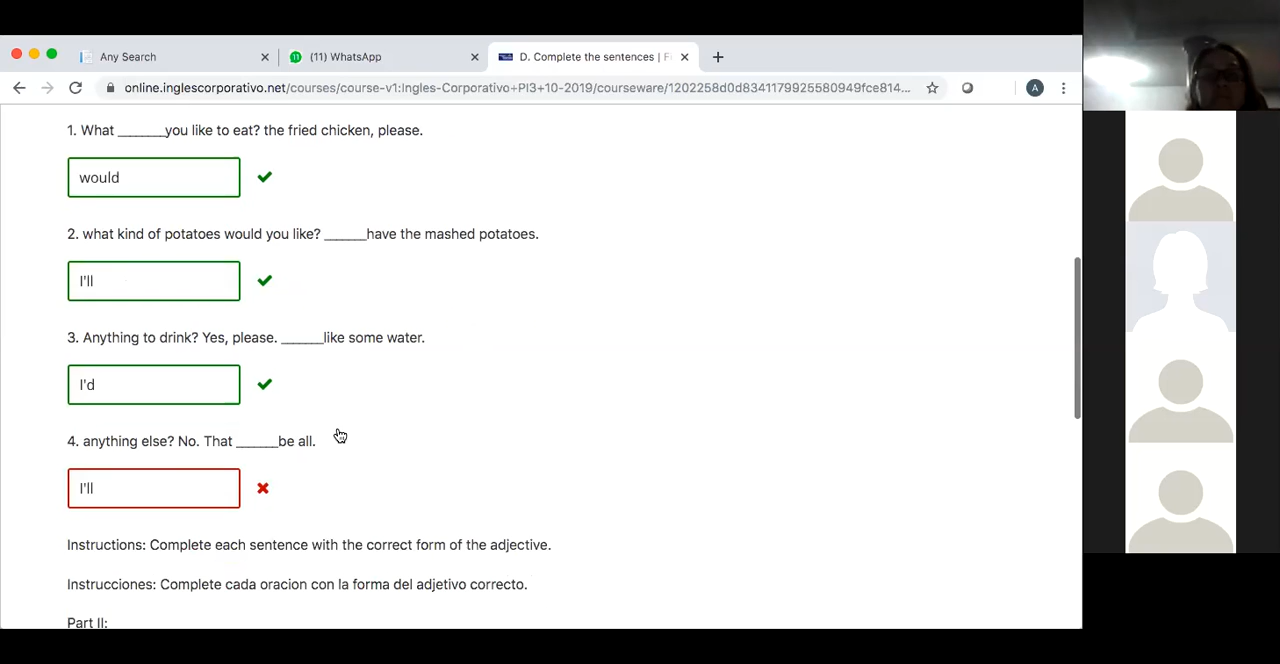 Any Search
(11) WhatsApp
D. Complete the sentences | F
online.inglescorporativo.net/courses/course-v1:Ingles-Corporativo+PI3+10-2019/courseware/1202258d0d8341179925580949fce814...
A
1. What _______you like to eat? the fried chicken, please.
would
2. what kind of potatoes would you like? ______have the mashed potatoes.
I'll
3. Anything to drink? Yes, please. ______like some water.
I'd
4. anything else? No. That ______be all.
I'll
Instructions: Complete each sentence with the correct form of the adjective.
Instrucciones: Complete cada oracion con la forma del adjetivo correcto.
Part II: